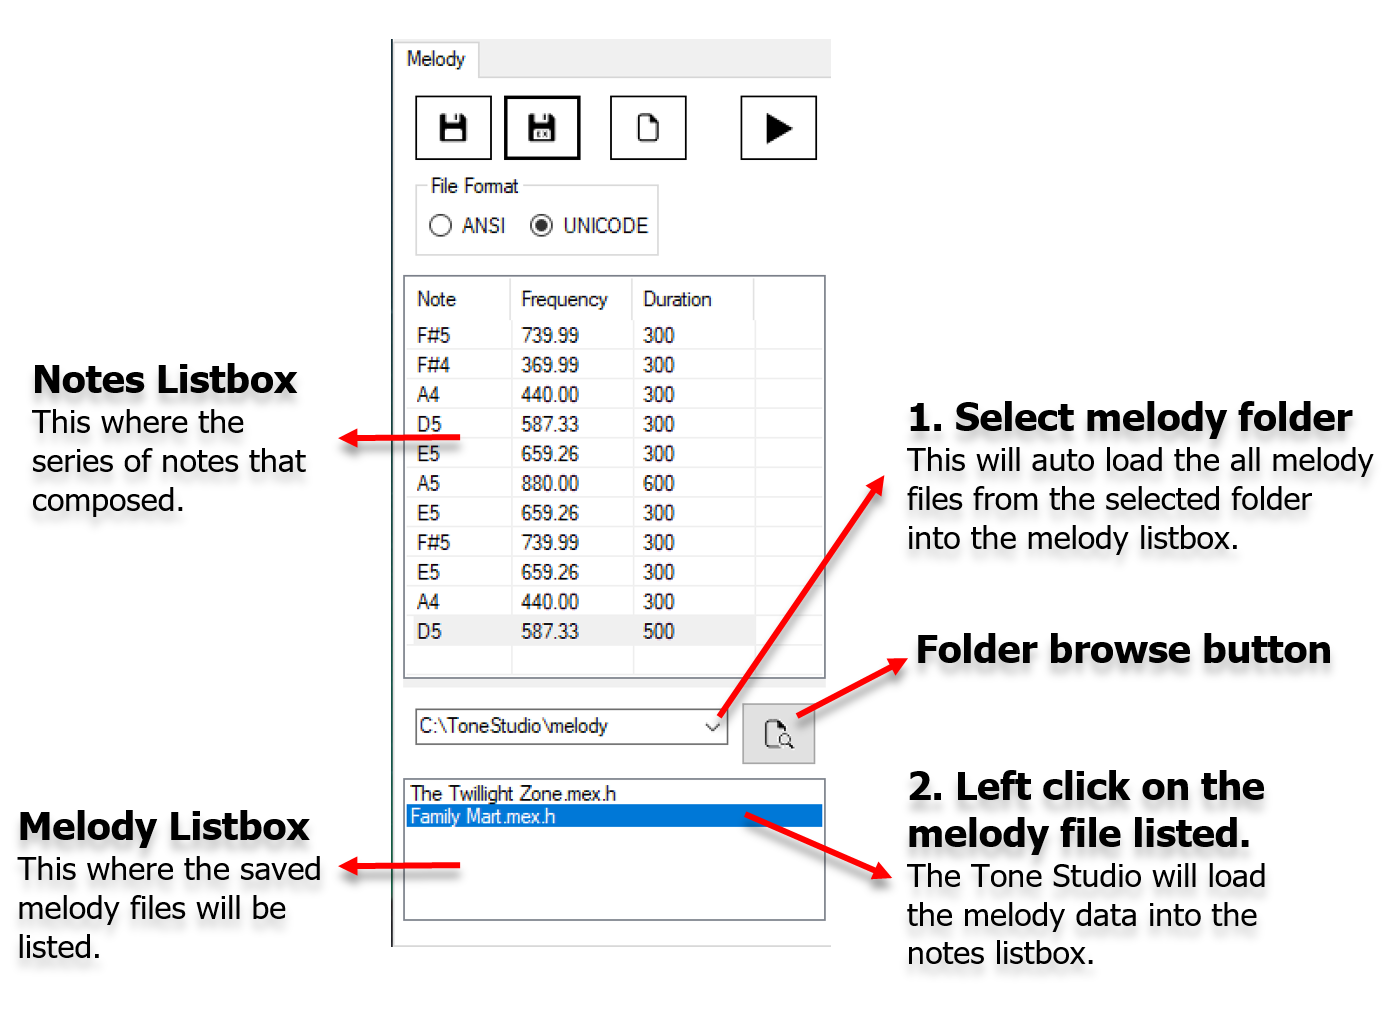 Melody
EX
File Format
ANSI UNICODE
Note Frequency Duration
F#5 739.99 300
F#4 369.99 300
A4 440.00 300
D5 587.33 300
E5 659.26 300
A5 880.00 600
E5 659.26 300
F#5 739.99 300
E5 659.26 300
A4 440.00 300
D5 587.33 500
C:\ToneStudio\melody
The Twillight Zone.mex.h
Family Mart.mex.h
Notes Listbox
This where the
series of notes that
composed.
Melody Listbox
This where the saved
melody files will be
listed.
1. Select melody folder
This will auto load the all melody
files from the selected folder
into the melody listbox.
Folder browse button
2. Left click on the
melody file listed.
The Tone Studio will load
the melody data into the
notes listbox.